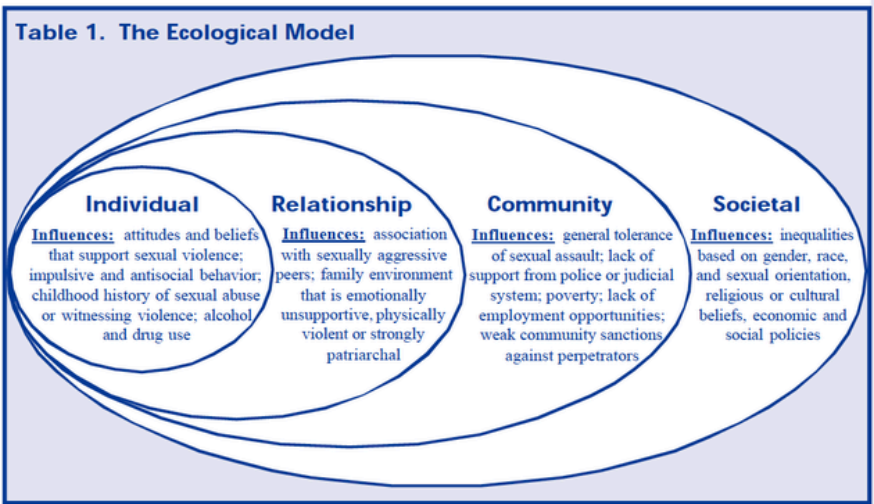 Table 1. The Ecological Model
Individual
Influences: attitudes and beliefs
that support sexual violence;
impulsive and antisocial behavior;
childhood history of sexual abuse
or witnessing violence; alcohol
and drug use
Relationship
Influences: association
with sexually aggressive
peers; family environment
that is emotionally
unsupportive, physically
violent or strongly
patriarchal
Community
Influences: general tolerance
of sexual assault; lack of
support from police or judicial
system; poverty; lack of
employment opportunities;
weak community sanctions
against perpetrators
Societal
Influences: inequalities
based on gender, race,
and sexual orientation,
religious or cultural
beliefs, economic and
social policies